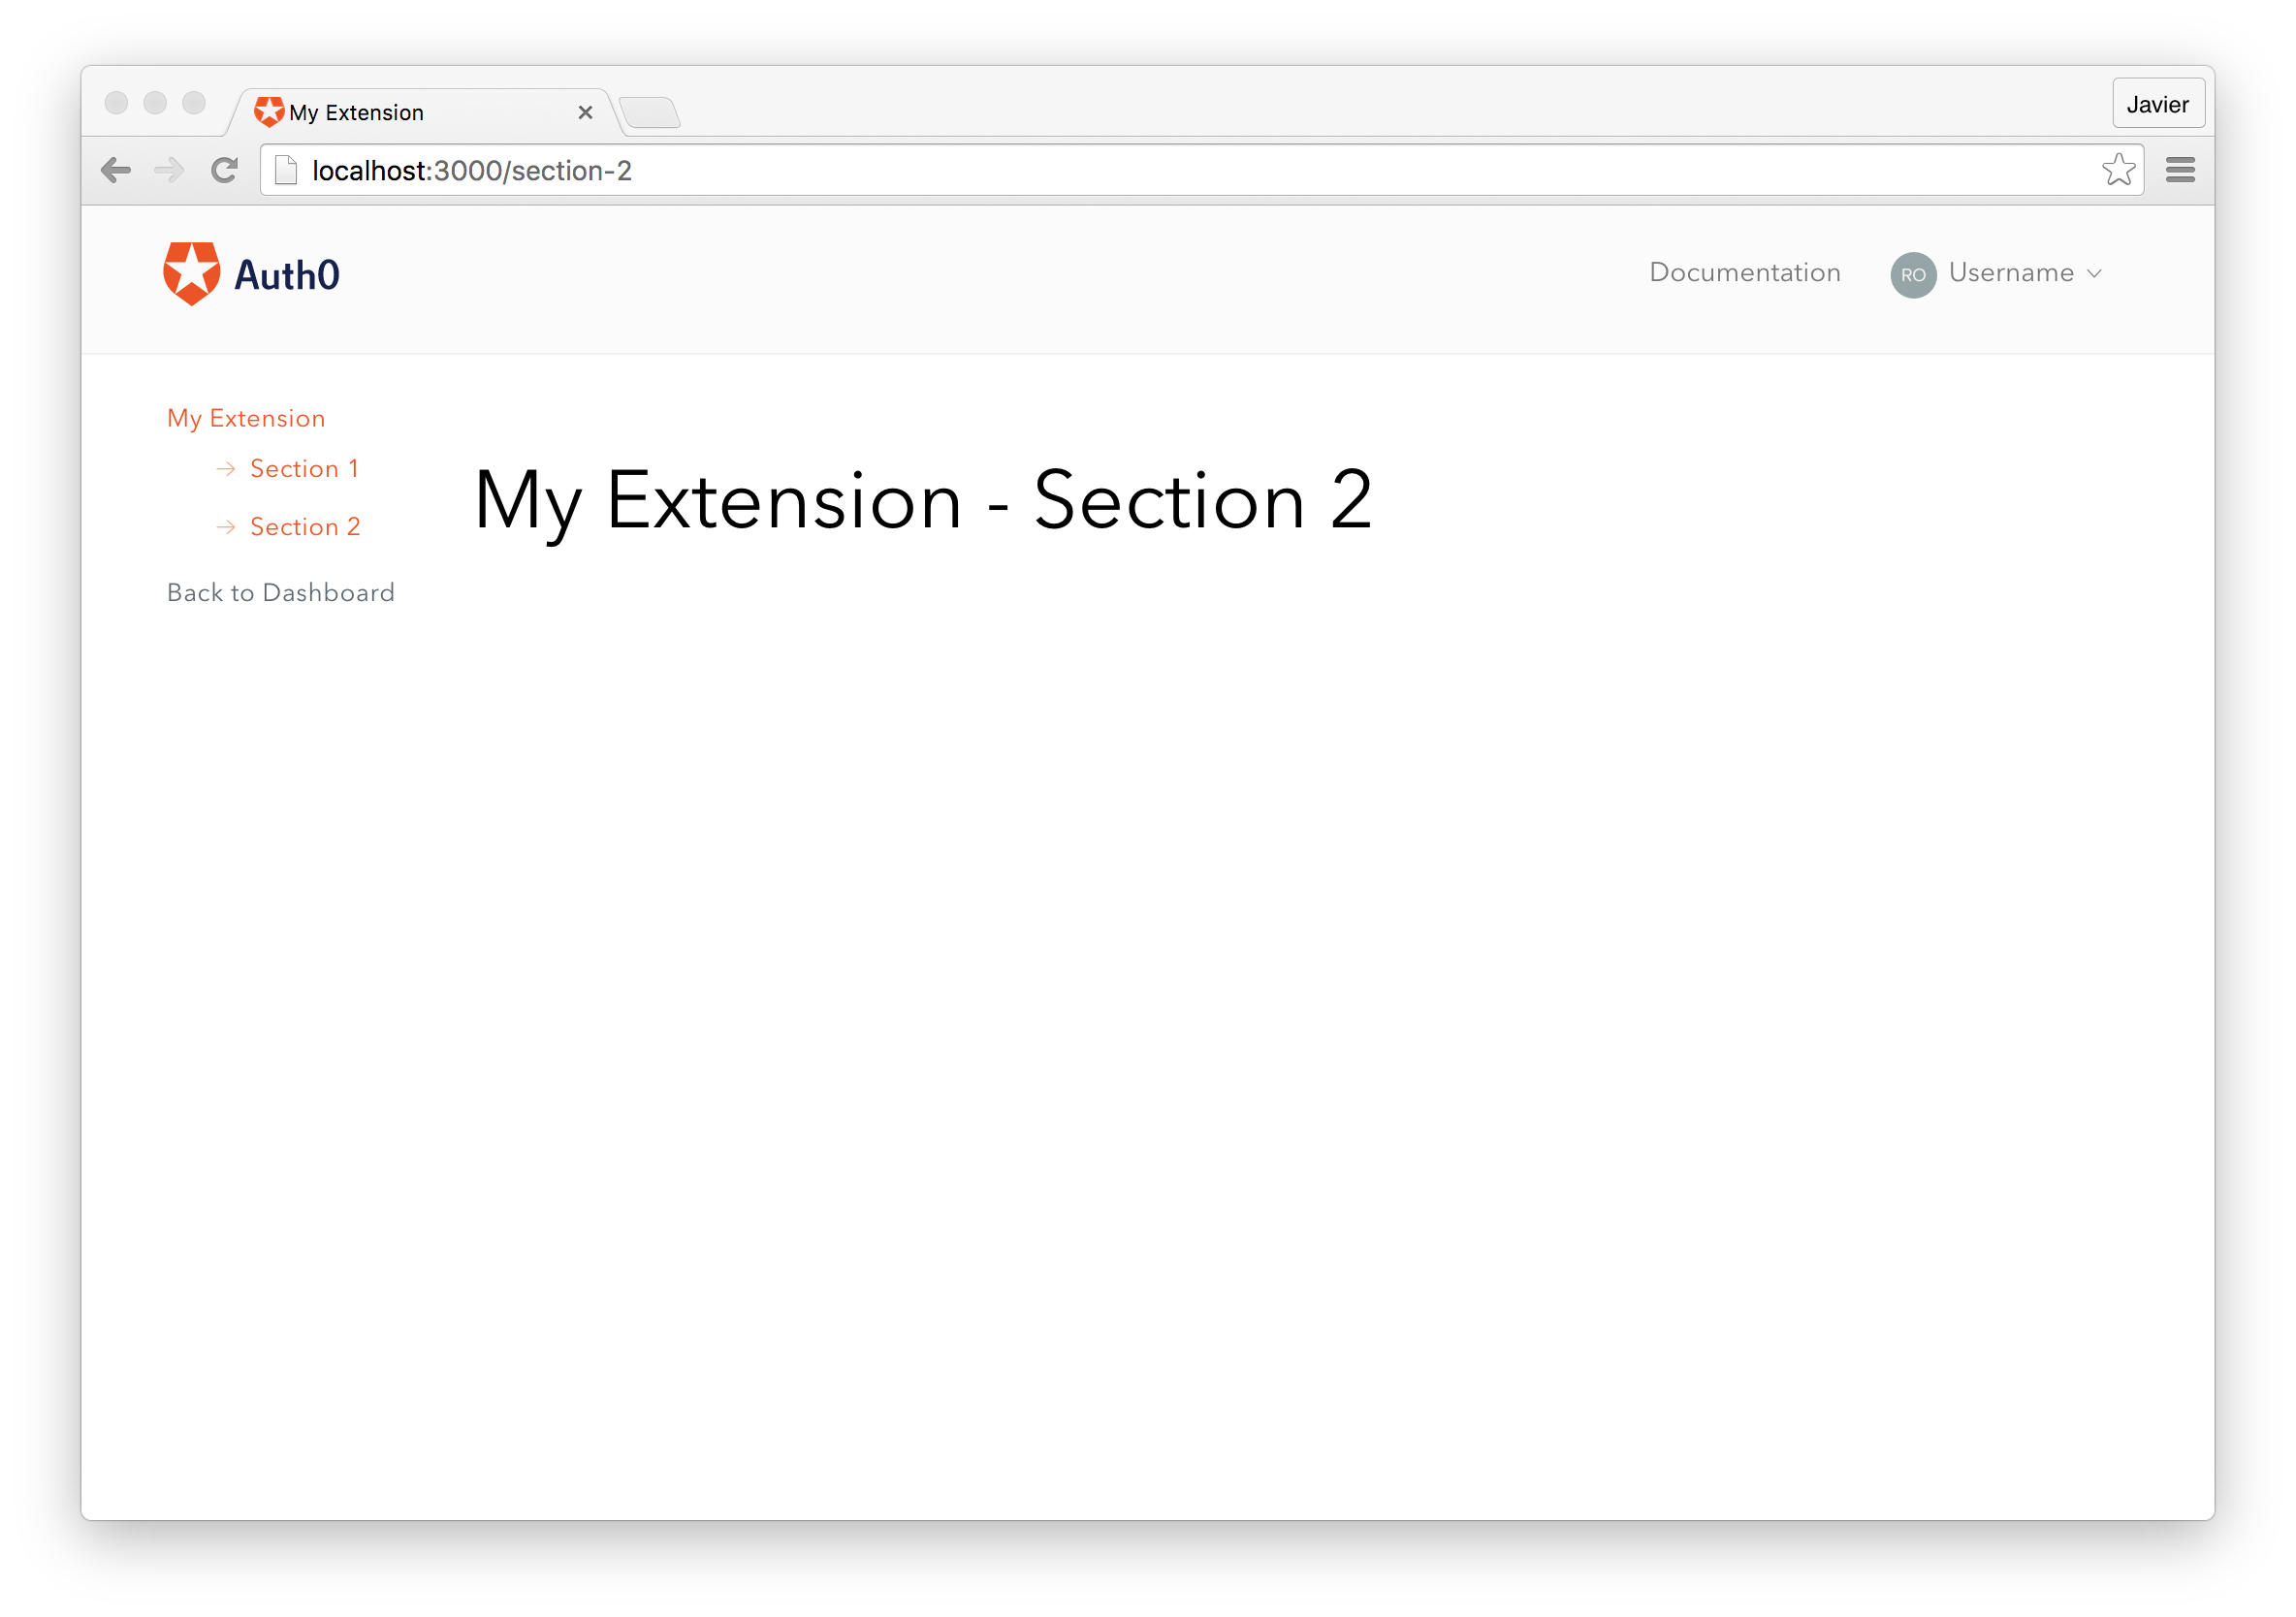 My Extension
Javier
localhost:3000/section-2
Auth0
Documentation
RO Username
My Extension
Section 1
Section 2
Back to Dashboard
My Extension - Section 2